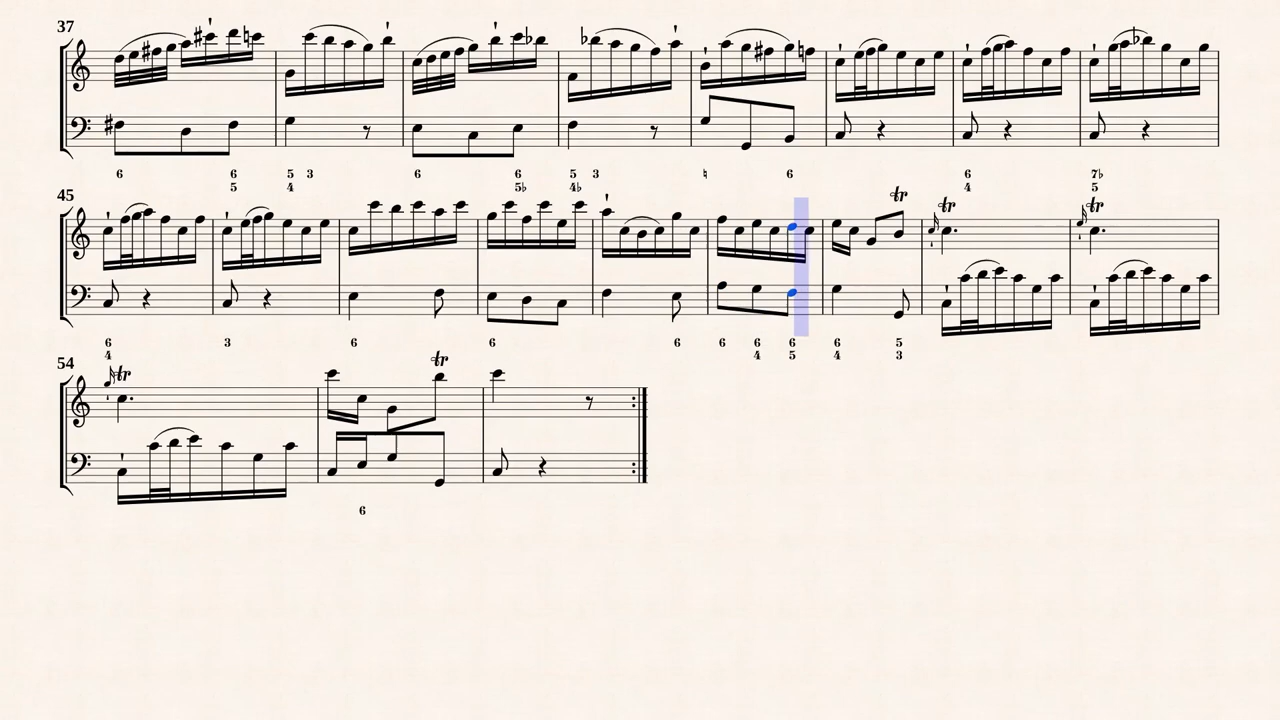 37
6 6 5 3 6 6 5 3 ♮ 6 6 7♭
5 4 5♭ 4♭ 4 5
45 tr tr tr
6 3 6 6 6 6 6 6 6 5
4 4 5 4 3
54 tr tr
6